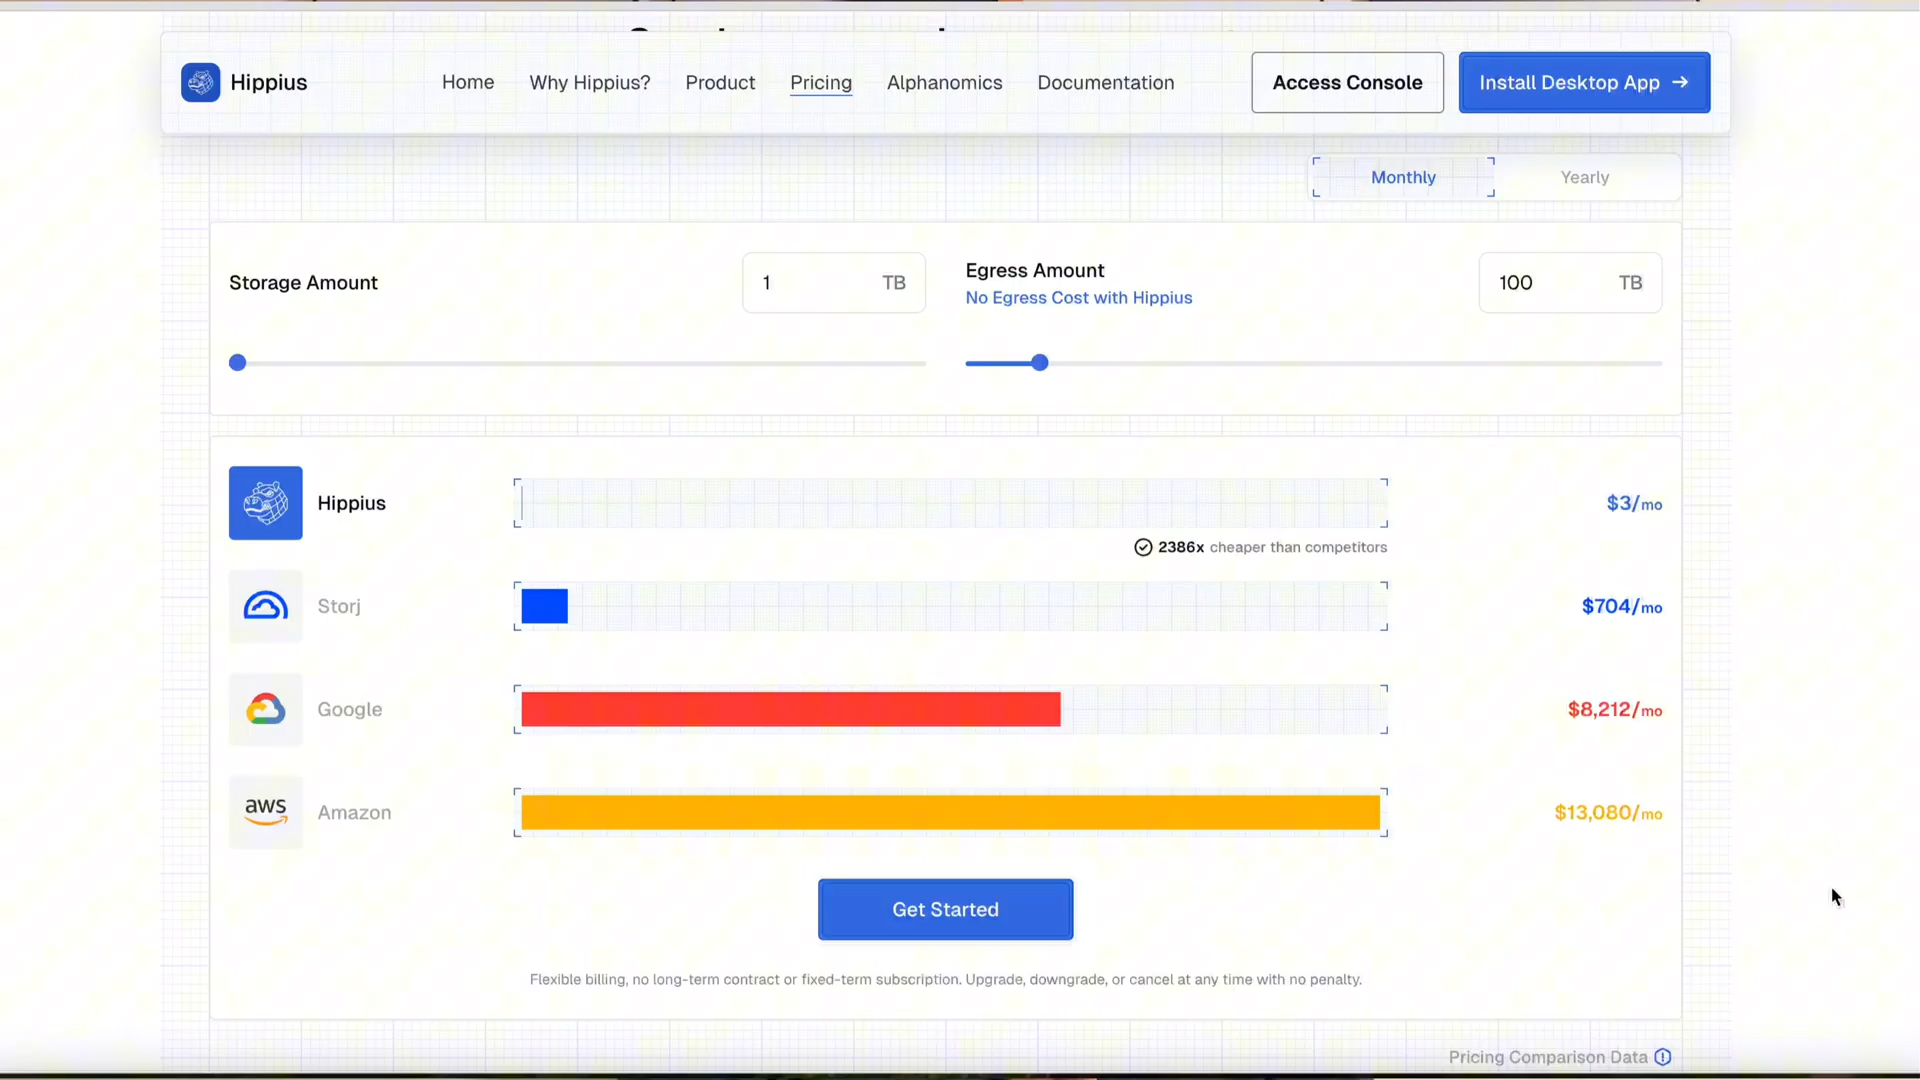 Hippius
Home
Why Hippius?
Product
Pricing
Alphanomics
Documentation
Access Console
Install Desktop App →
Monthly
Yearly
Storage Amount
1 TB
Egress Amount
No Egress Cost with Hippius
100 TB
Hippius
$3/mo
2386x cheaper than competitors
Storj
$704/mo
Google
$8,212/mo
aws
Amazon
$13,080/mo
Get Started
Flexible billing, no long-term contract or fixed-term subscription. Upgrade, downgrade, or cancel at any time with no penalty.
Pricing Comparison Data